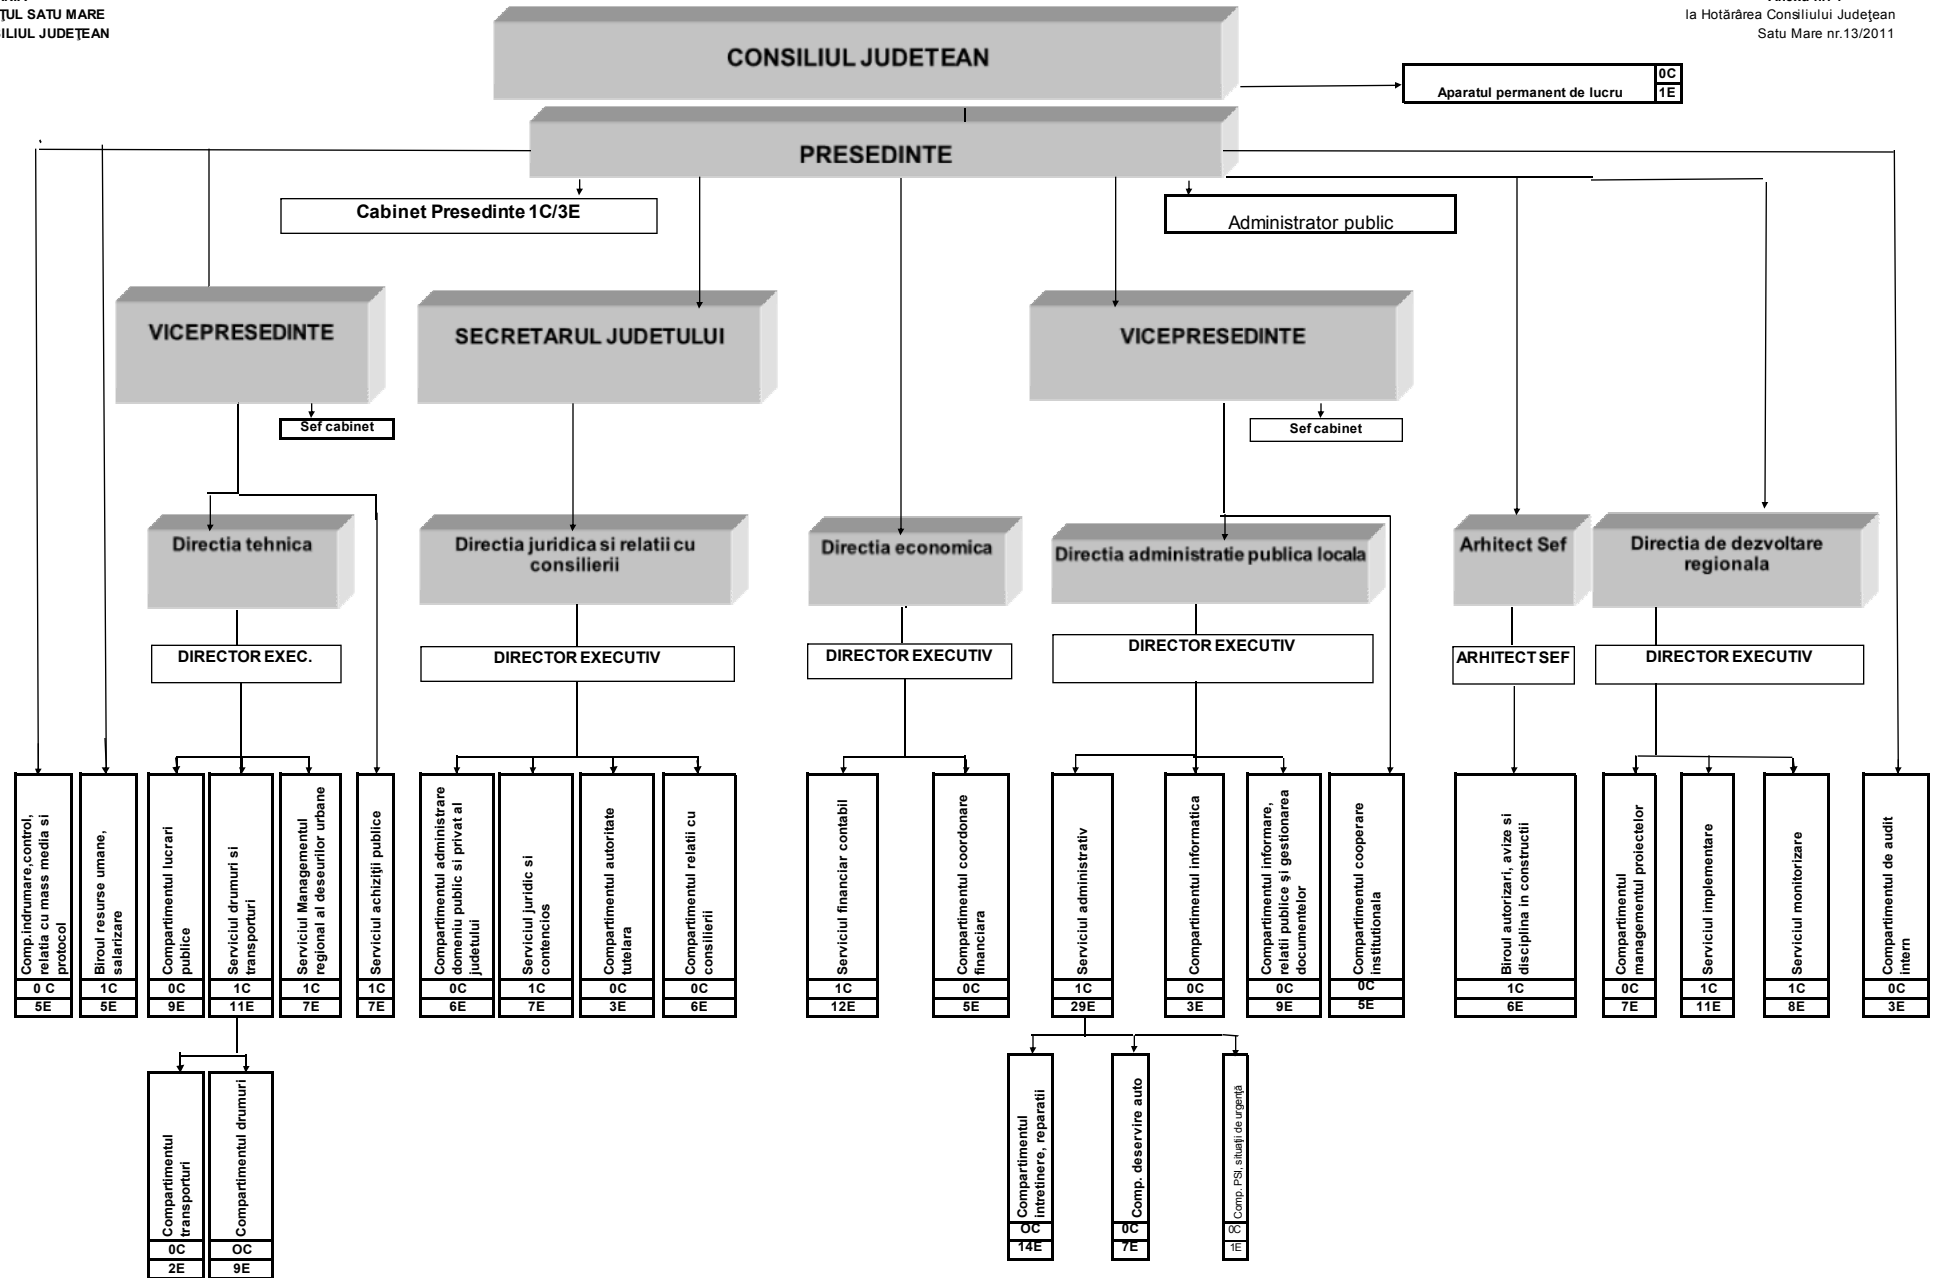 ŢUL SATU MARE
SILIUL JUDEŢEAN
la Hotărârea Consiliului Judeţean
Satu Mare nr.13/2011
CONSILIUL JUDETEAN
0C
Aparatul permanent de lucru
1E
PRESEDINTE
Cabinet Presedinte 1C/3E
Administrator public
VICEPRESEDINTE
SECRETARUL JUDETULUI
VICEPRESEDINTE
Sef cabinet
Sef cabinet
Directia tehnica
Directia juridica si relatii cu
consilierii
Directia economica
Directia administratie publica locala
Arhitect Sef
Directia de dezvoltare
regionala
DIRECTOR EXEC.
DIRECTOR EXECUTIV
DIRECTOR EXECUTIV
DIRECTOR EXECUTIV
ARHITECT SEF
DIRECTOR EXECUTIV
Comp.indrumare,control,
relatia cu mass media si
protocol
0 C
5E
Biroul resurse umane,
salarizare
1C
5E
Compartimentul lucrari
publice
0C
9E
Serviciul drumuri si
transporturi
1C
11E
Serviciul Managementul
regional al deseurilor urbane
1C
7E
Serviciul achiziţii publice
1C
7E
Compartimentul administrare
domeniu public si privat al
judetului
0C
6E
Serviciul juridic si
contencios
1C
7E
Compartimentul autoritate
tutelara
0C
3E
Compartimentul relatii cu
consilierii
0C
6E
Serviciul financiar contabil
1C
12E
Compartimentul coordonare
financiara
0C
5E
Serviciul administrativ
1C
29E
Compartimentul informatica
0C
3E
Compartimentul informare,
relatii publice şi gestionarea
documentelor
0C
9E
Compartimentul cooperare
institutionala
0C
5E
Biroul autorizari, avize si
disciplina in constructii
1C
6E
Compartimentul
managementul proiectelor
0C
7E
Serviciul implementare
1C
11E
Serviciul monitorizare
1C
8E
Compartimentul de audit
intern
0C
3E
Compartimentul
transporturi
0C
2E
Compartimentul drumuri
OC
9E
Compartimentul
intretinere, reparatii
OC
14E
Comp. deservire auto
0C
7E
Comp. PSI, situaţii de urgenţă
0C
1E